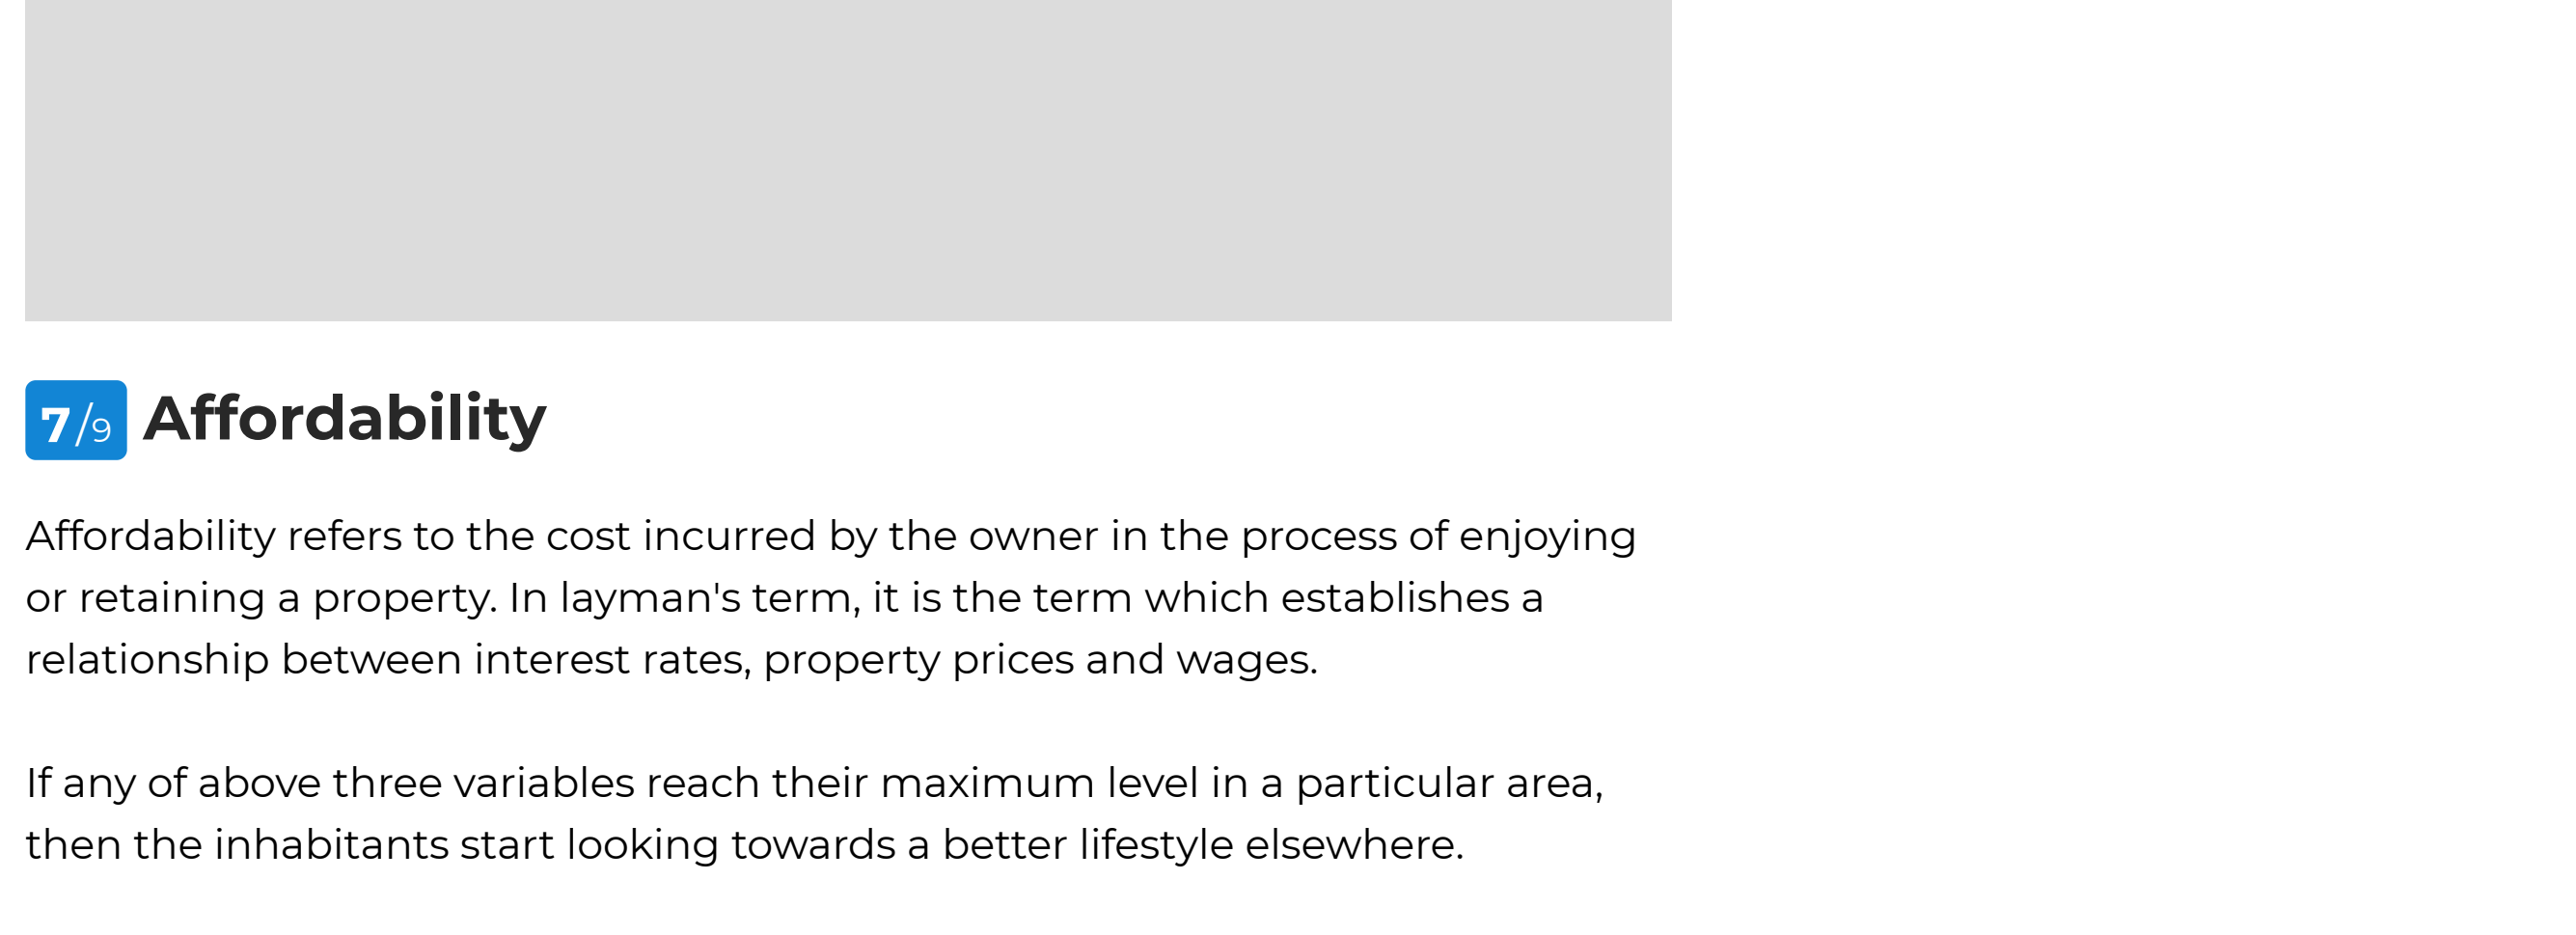 7/9 Affordability
Affordability refers to the cost incurred by the owner in the process of enjoying
or retaining a property. In layman's term, it is the term which establishes a
relationship between interest rates, property prices and wages.
If any of above three variables reach their maximum level in a particular area,
then the inhabitants start looking towards a better lifestyle elsewhere.